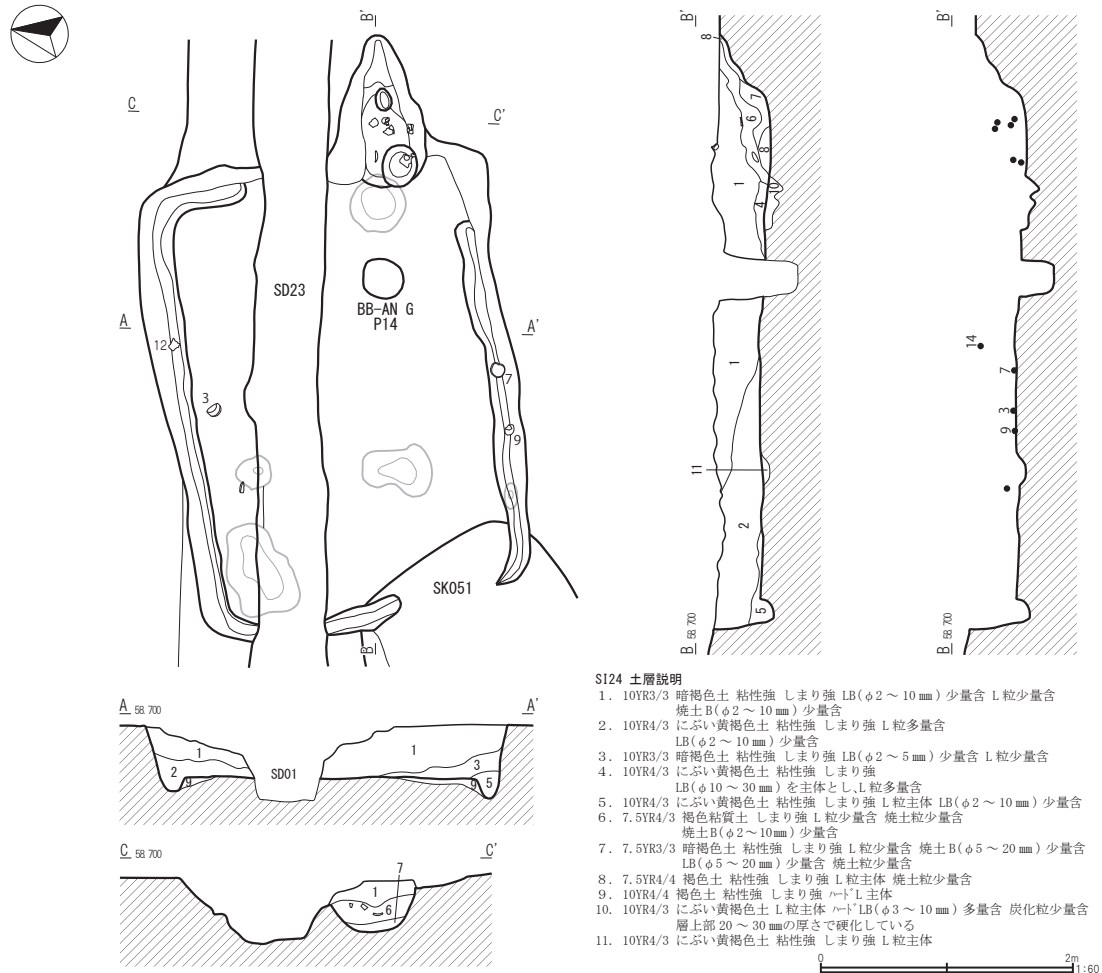 B'
B'
B'
8
C
C'
7
6
8
1
10
4
SD23
BB-AN G
P14
A
A'
12
14
1
7
7
3
3
9
9
11
2
SK051
5
B
B 58.700
B 58.700
SI24 土層説明
1. 10YR3/3 暗褐色土 粘性強 しまり強 LB(φ2～10㎜)少量含 L粒少量含
焼土B(φ2～10㎜)少量含
2. 10YR4/3 にぶい黄褐色土 粘性強 しまり強 L粒多量含
LB(φ2～10㎜)少量含
3. 10YR3/3 暗褐色土 粘性強 しまり強 LB(φ2～5㎜)少量含 L粒少量含
4. 10YR4/3 にぶい黄褐色土 粘性強 しまり強
LB(φ10～30㎜)を主体とし、L粒多量含
5. 10YR4/3 にぶい黄褐色土 粘性強 しまり強 L粒主体 LB(φ2～10㎜)少量含
6. 7.5YR4/3 褐色粘質土 しまり強 L粒少量含 焼土粒少量含
焼土B(φ2～10㎜)少量含
7. 7.5YR3/3 暗褐色土 粘性強 しまり強 L粒少量含 焼土B(φ5～20㎜)少量含
LB(φ5～20㎜)少量含 焼土粒少量含
8. 7.5YR4/4 褐色土 粘性強 しまり強 L粒主体 焼土粒少量含
9. 10YR4/4 褐色土 粘性強 しまり強 ﾊｰﾄﾞL主体
10. 10YR4/3 にぶい黄褐色土 L粒主体 ﾊｰﾄﾞLB(φ3～10㎜)多量含 炭化粒少量含
層上部20～30㎜の厚さで硬化している
11. 10YR4/3 にぶい黄褐色土 粘性強 しまり強 L粒主体
A 58.700
A'
1
1
2
9
SD01
3
9
5
C 58.700
C'
7
1
6
0
2m
1:60